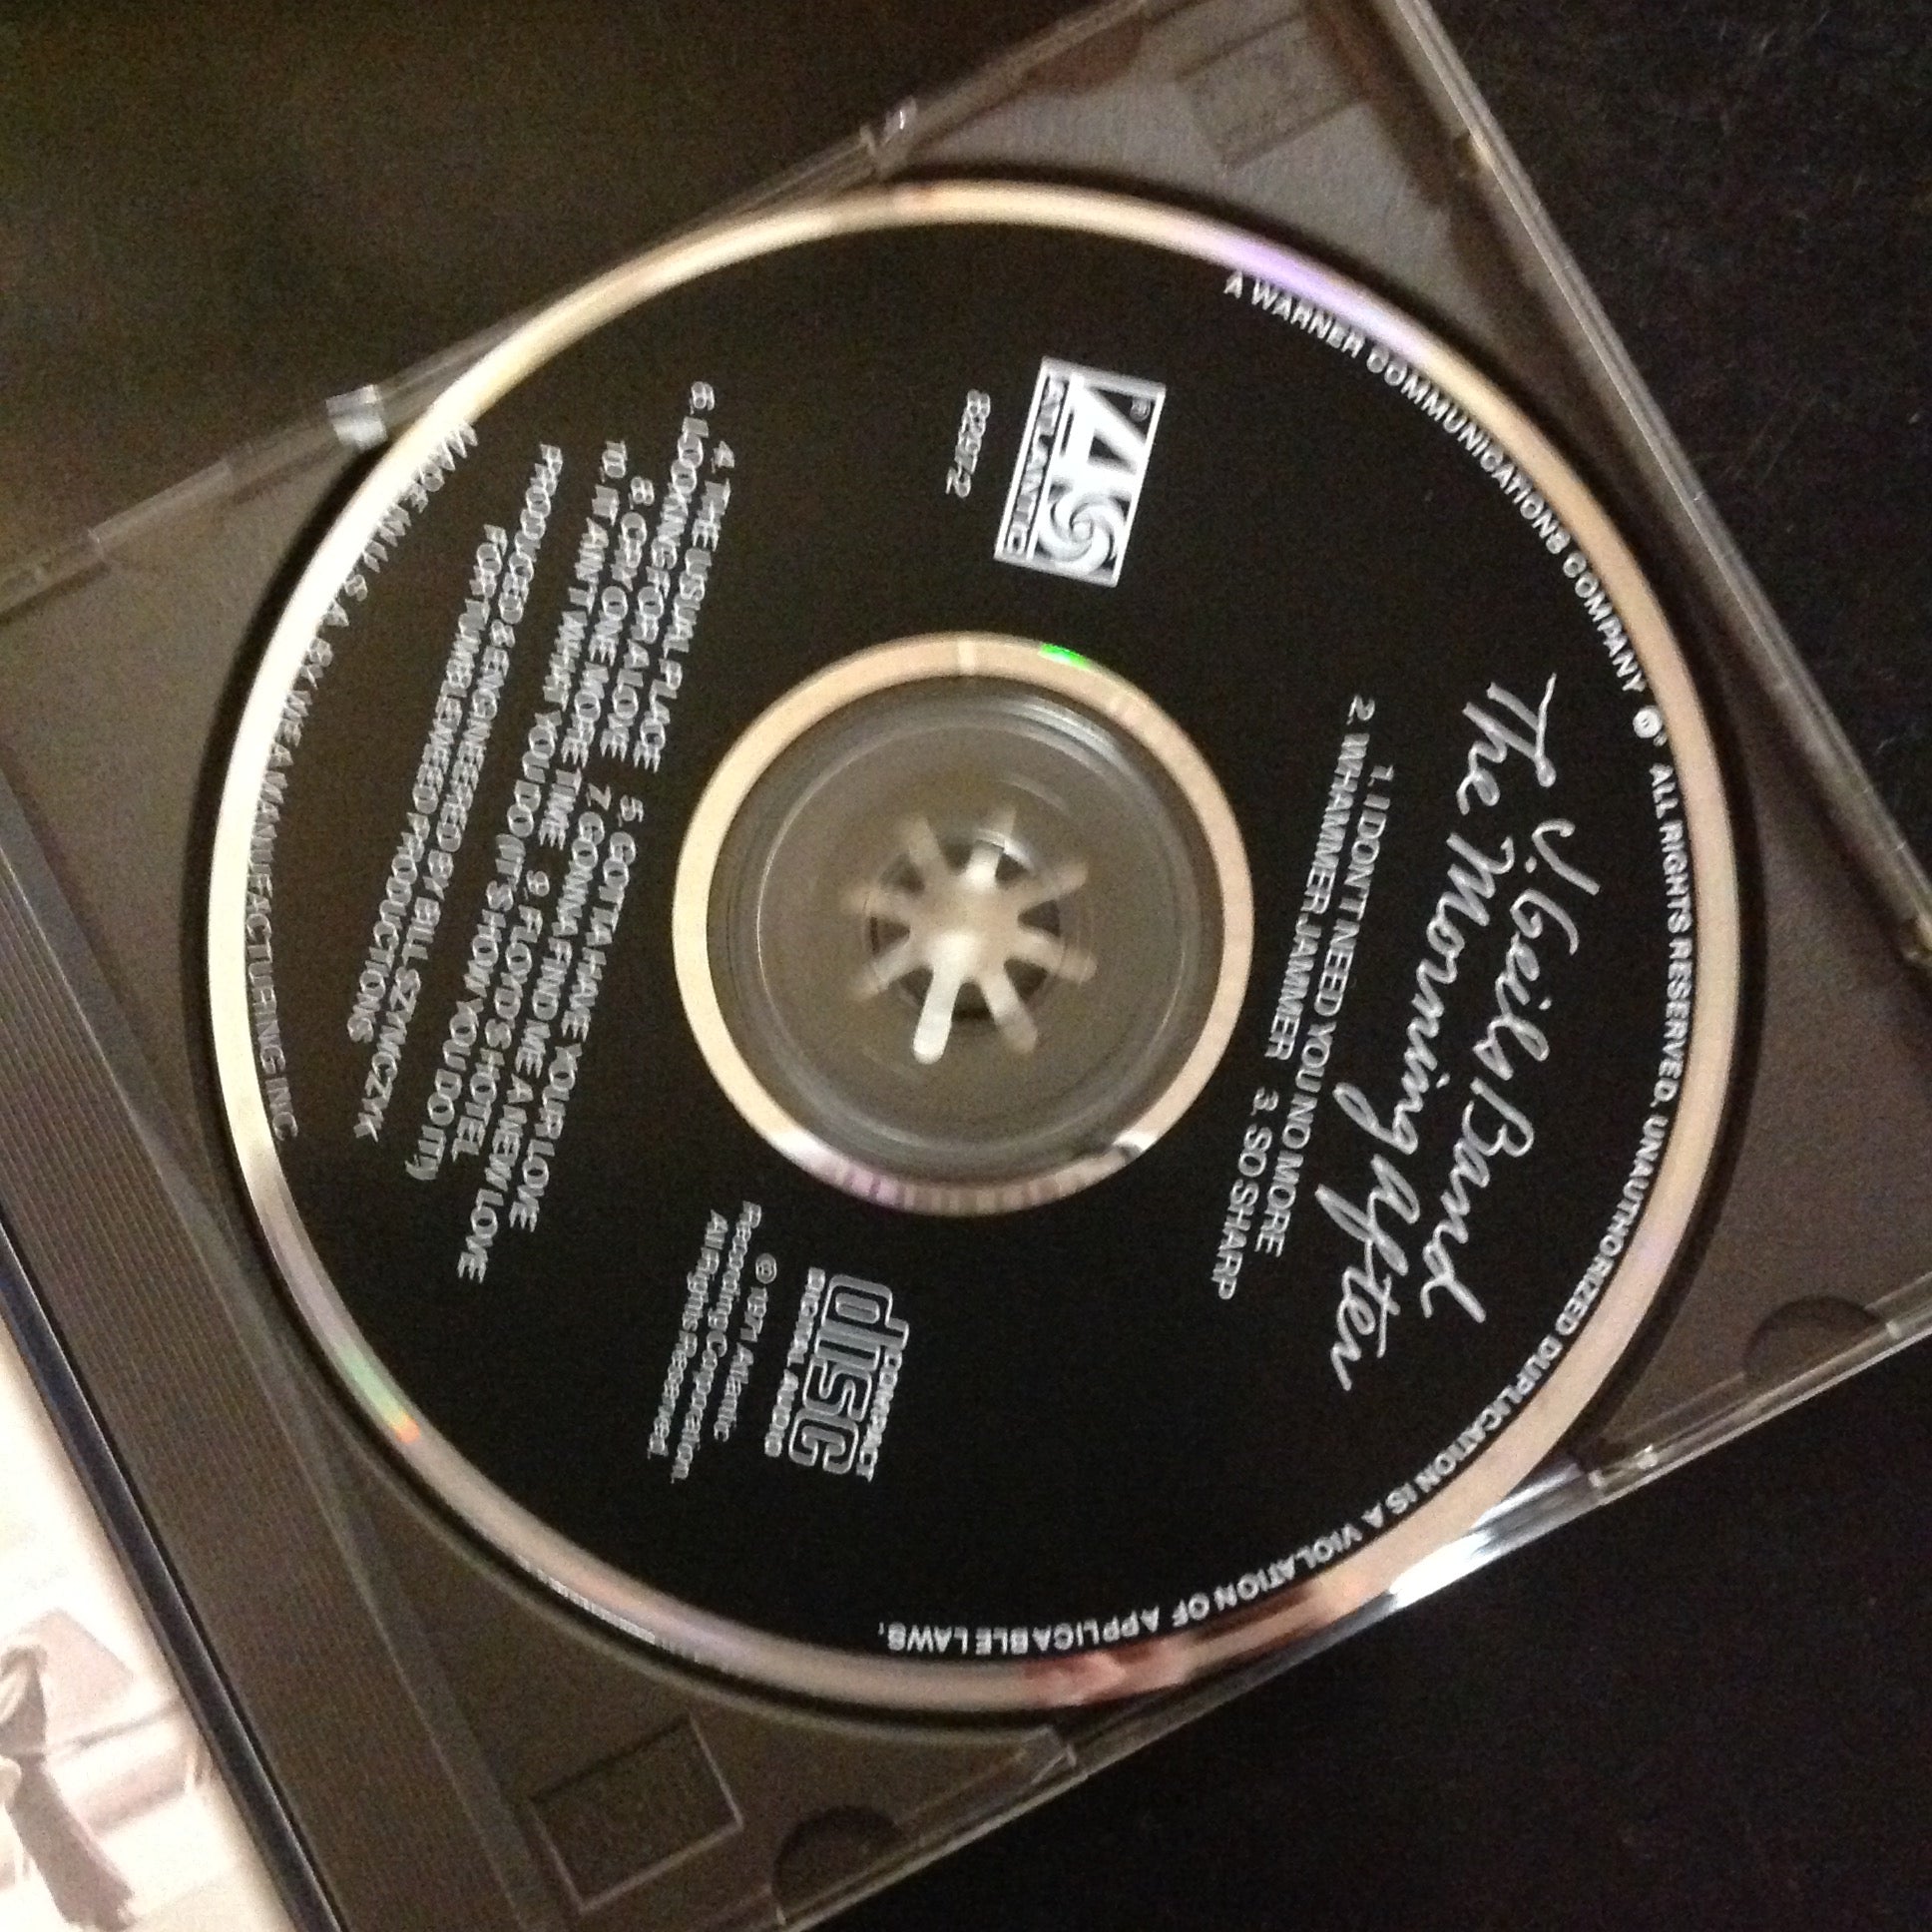 The J. Geils Band
The Morning After
1. I DON'T NEED YOU NO MORE
2. WHAMMER JAMMER 3. SO SHARP
ATLANTIC
®
82972
COMPACT
disc
DIGITAL AUDIO
℗ 1971 Atlantic
Recording Corporation.
All Rights Reserved.
4. THE USUAL PLACE 5. GOTTA HAVE YOUR LOVE
6. LOOKING FOR A LOVE 7. GONNA FIND ME A NEW LOVE
8. CRY ONE MORE TIME 9. FLOYD'S HOTEL
10. IT AIN'T WHAT YOU DO (IT'S HOW YOU DO IT!)
PRODUCED & ENGINEERED BY BILL SZYMCZYK
FOR TUMBLEWEED PRODUCTIONS
A WARNER COMMUNICATIONS COMPANY ALL RIGHTS RESERVED. UNAUTHORIZED DUPLICATION IS A VIOLATION OF APPLICABLE LAWS.
MADE IN U.S.A. BY WEA MANUFACTURING INC.